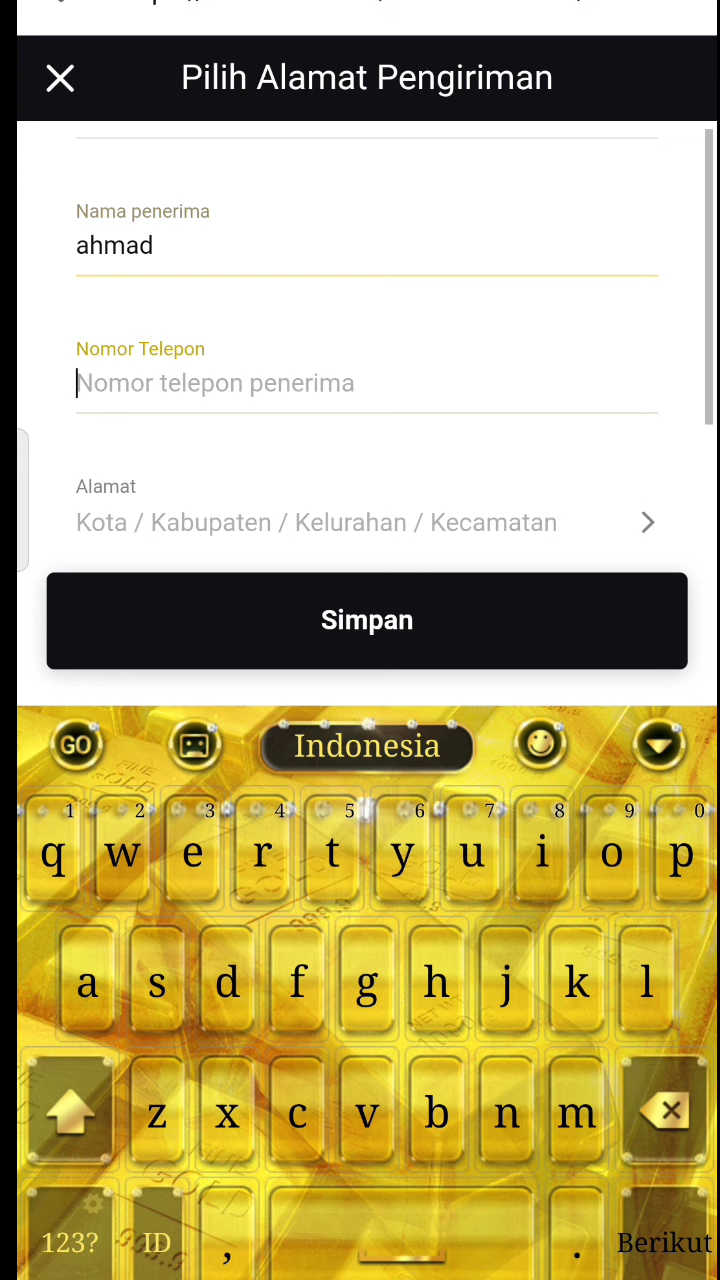 Pilih Alamat Pengiriman
Nama penerima
ahmad
Nomor Telepon
Nomor telepon penerima
Alamat
Kota / Kabupaten / Kelurahan / Kecamatan
Simpan
GO Indonesia
1 2 3 4 5 6 7 8 9 0
q w e r t y u i o p
a s d f g h j k l
z x c v b n m
123? ID , . Berikut